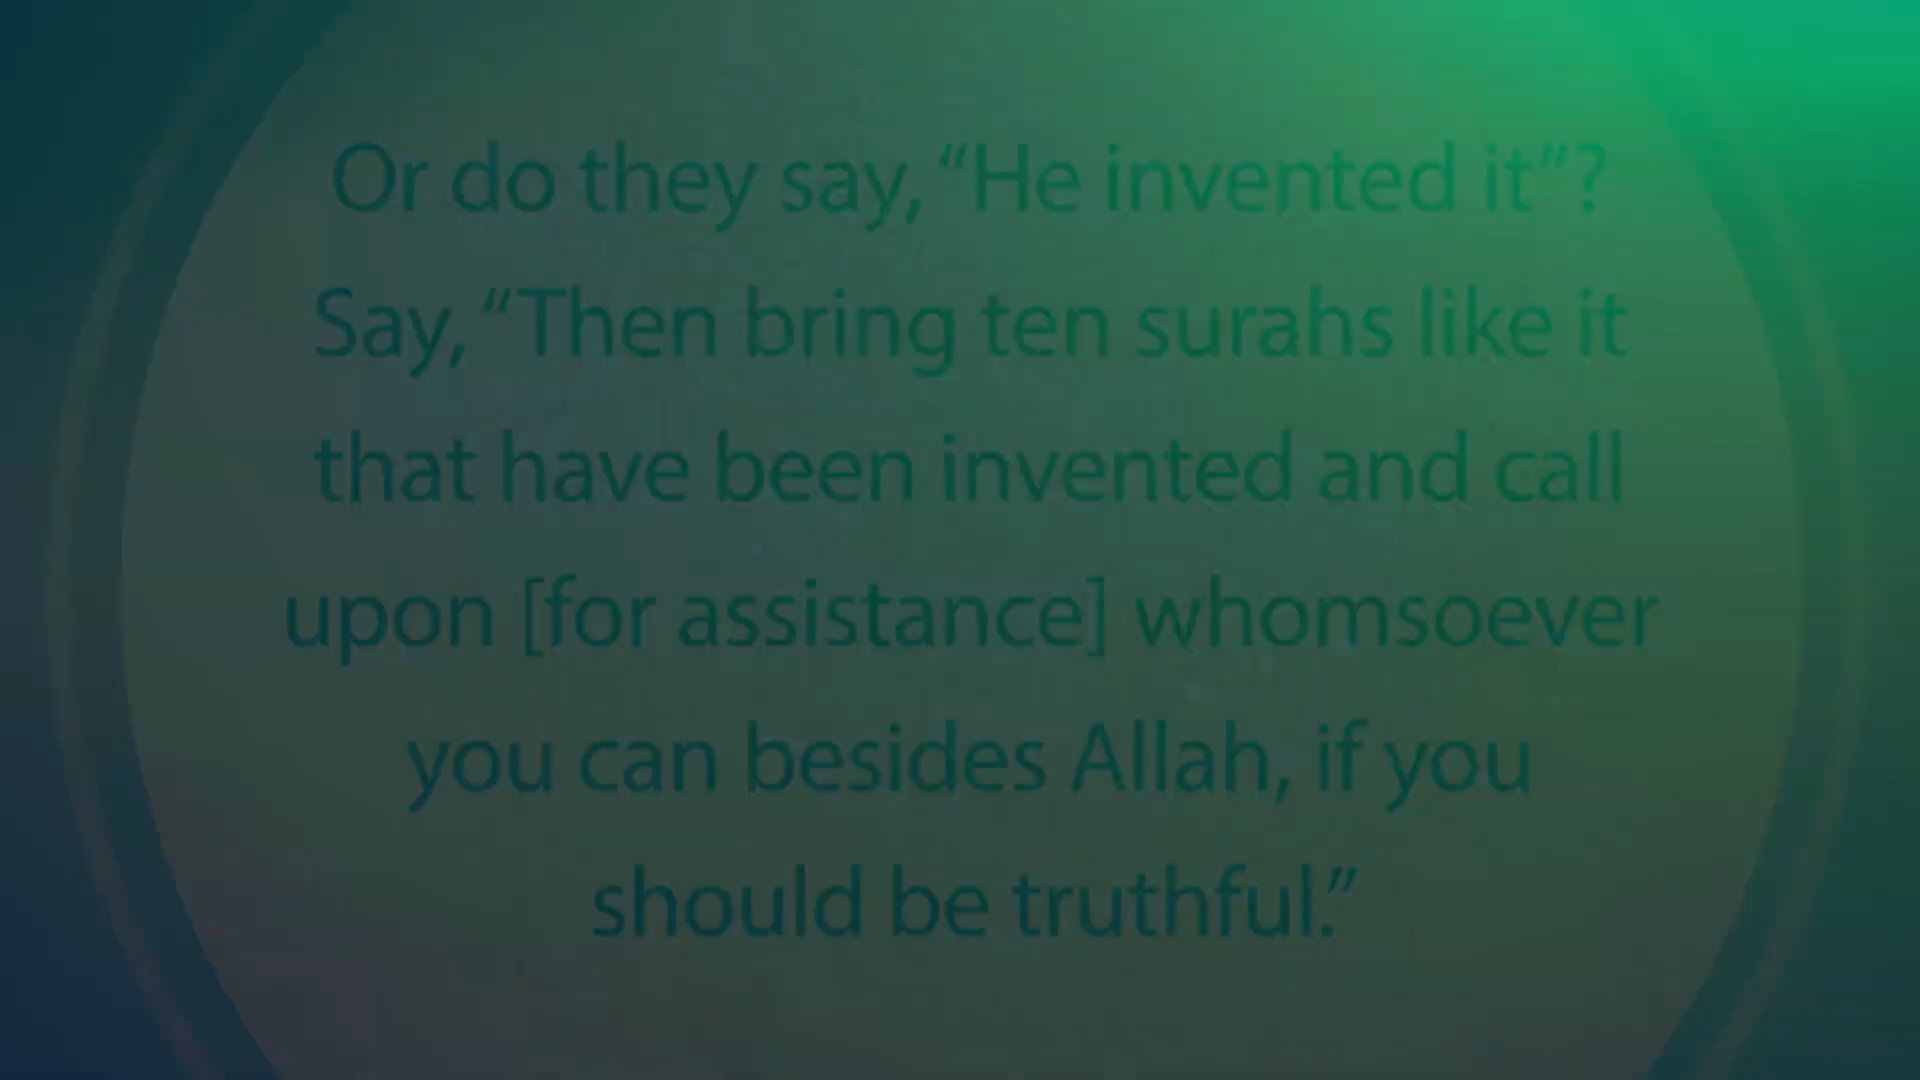 Or do they say, “He invented it”?
Say, “Then bring ten surahs like it
that have been invented and call
upon [for assistance] whomsoever
you can besides Allah, if you
should be truthful.”